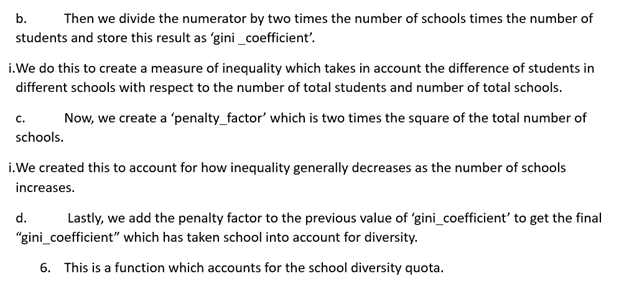 b. Then we divide the numerator by two times the number of schools times the number of
students and store this result as ‘gini _coefficient’.
i.We do this to create a measure of inequality which takes in account the difference of students in
different schools with respect to the number of total students and number of total schools.
c. Now, we create a ‘penalty_factor’ which is two times the square of the total number of
schools.
i.We created this to account for how inequality generally decreases as the number of schools
increases.
d. Lastly, we add the penalty factor to the previous value of ‘gini_coefficient’ to get the final
“gini_coefficient” which has taken school into account for diversity.
6. This is a function which accounts for the school diversity quota.